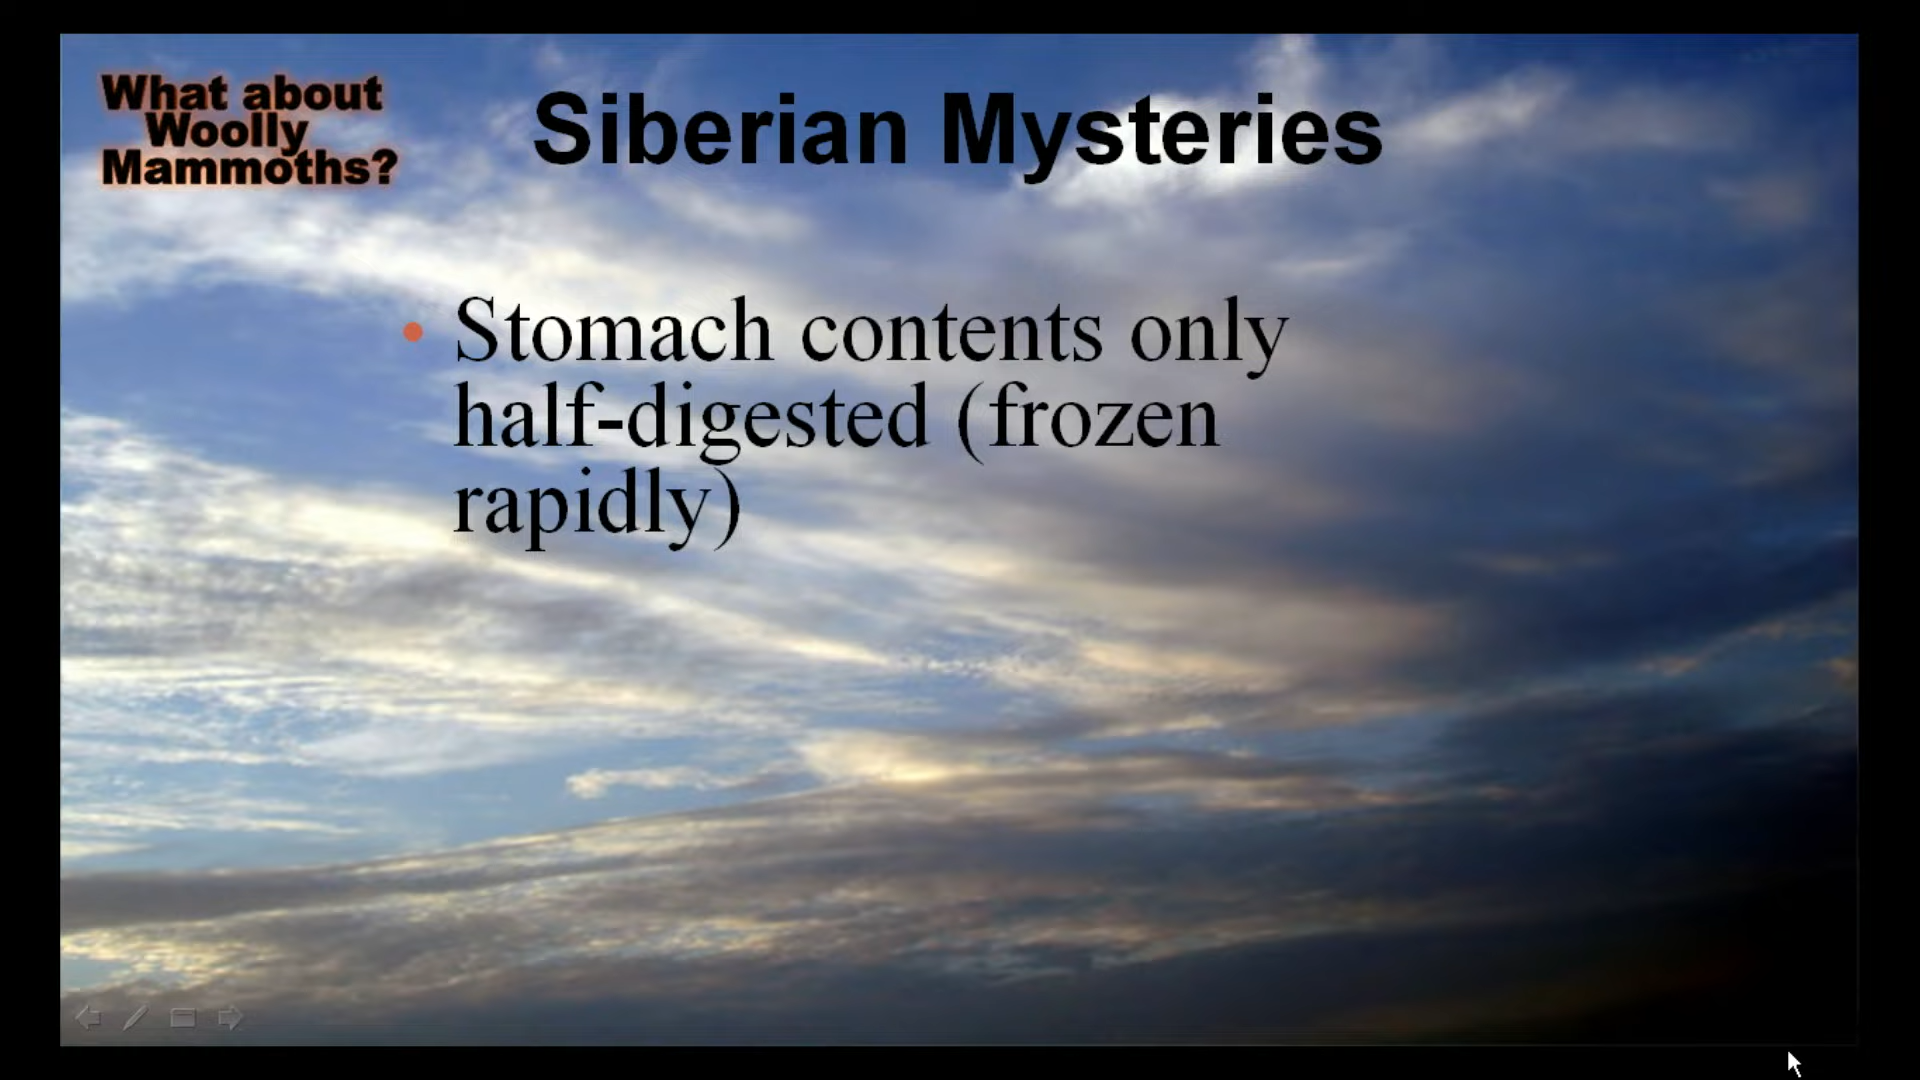 What about
Woolly
Mammoths?
Siberian Mysteries
• Stomach contents only
half-digested (frozen
rapidly)